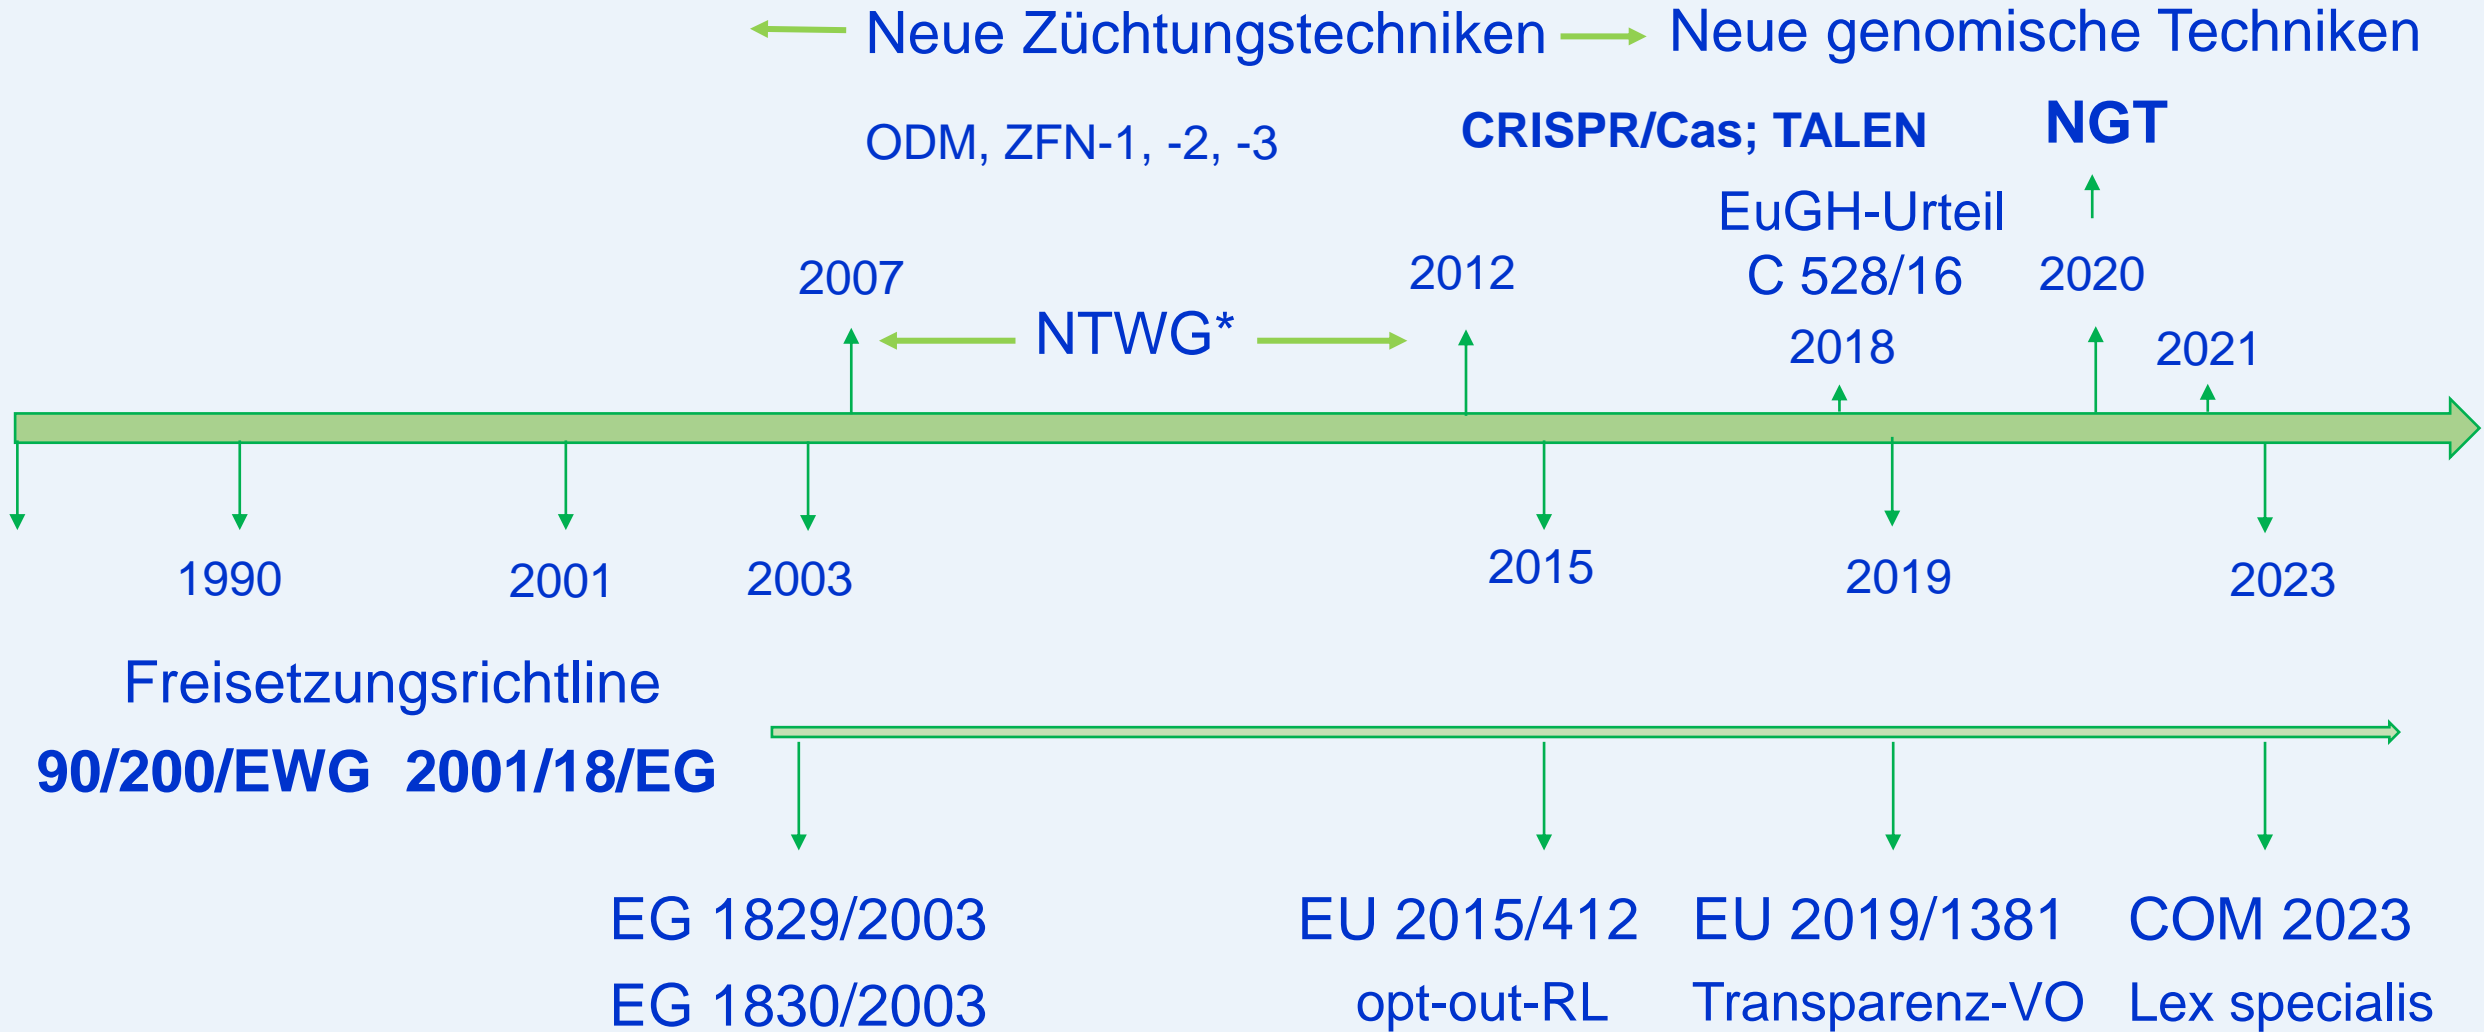 Neue Züchtungstechniken
Neue genomische Techniken
ODM, ZFN-1, -2, -3
CRISPR/Cas; TALEN
NGT
EuGH-Urteil
C 528/16
2007
NTWG*
2012
2018
2020
2021
1990
2001
2003
2015
2019
2023
Freisetzungsrichtline
90/200/EWG 2001/18/EG
EG 1829/2003
EG 1830/2003
EU 2015/412
opt-out-RL
EU 2019/1381
Transparenz-VO
COM 2023
Lex specialis